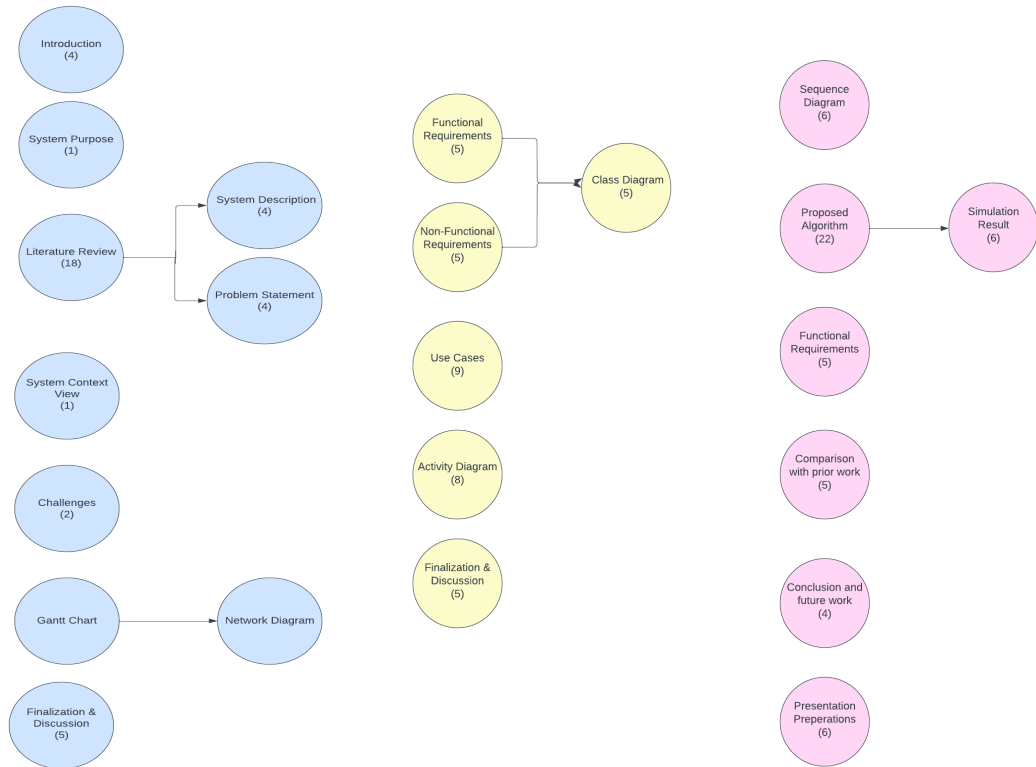 Introduction
(4)
System Purpose
(1)
Literature Review
(18)
System Description
(4)
Problem Statement
(4)
System Context
View
(1)
Challenges
(2)
Gantt Chart
Network Diagram
Finalization &
Discussion
(5)
Functional
Requirements
(5)
Non-Functional
Requirements
(5)
Class Diagram
(5)
Use Cases
(9)
Activity Diagram
(8)
Finalization &
Discussion
(5)
Sequence
Diagram
(6)
Proposed
Algorithm
(22)
Simulation
Result
(6)
Functional
Requirements
(5)
Comparison
with prior work
(5)
Conclusion and
future work
(4)
Presentation
Preperations
(6)